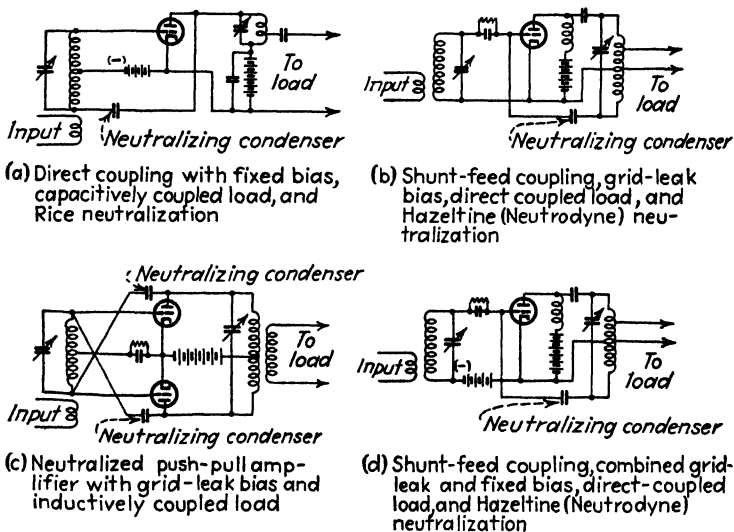 (-)
To
load
Input
Neutralizing condenser
(a) Direct coupling with fixed bias,
capacitively coupled load, and
Rice neutralization
Input
To
load
Neutralizing condenser
(b) Shunt-feed coupling, grid-leak
bias, direct coupled load, and
Hazeltine (Neutrodyne) neu-
tralization
Neutralizing condenser
To
load
Input
Neutralizing condenser
(c) Neutralized push-pull amp-
lifier with grid-leak bias and
inductively coupled load
Input
(-)
To
load
Neutralizing condenser
(d) Shunt-feed coupling, combined grid-
leak and fixed bias, direct-coupled
load, and Hazeltine (Neutrodyne)
neutralization